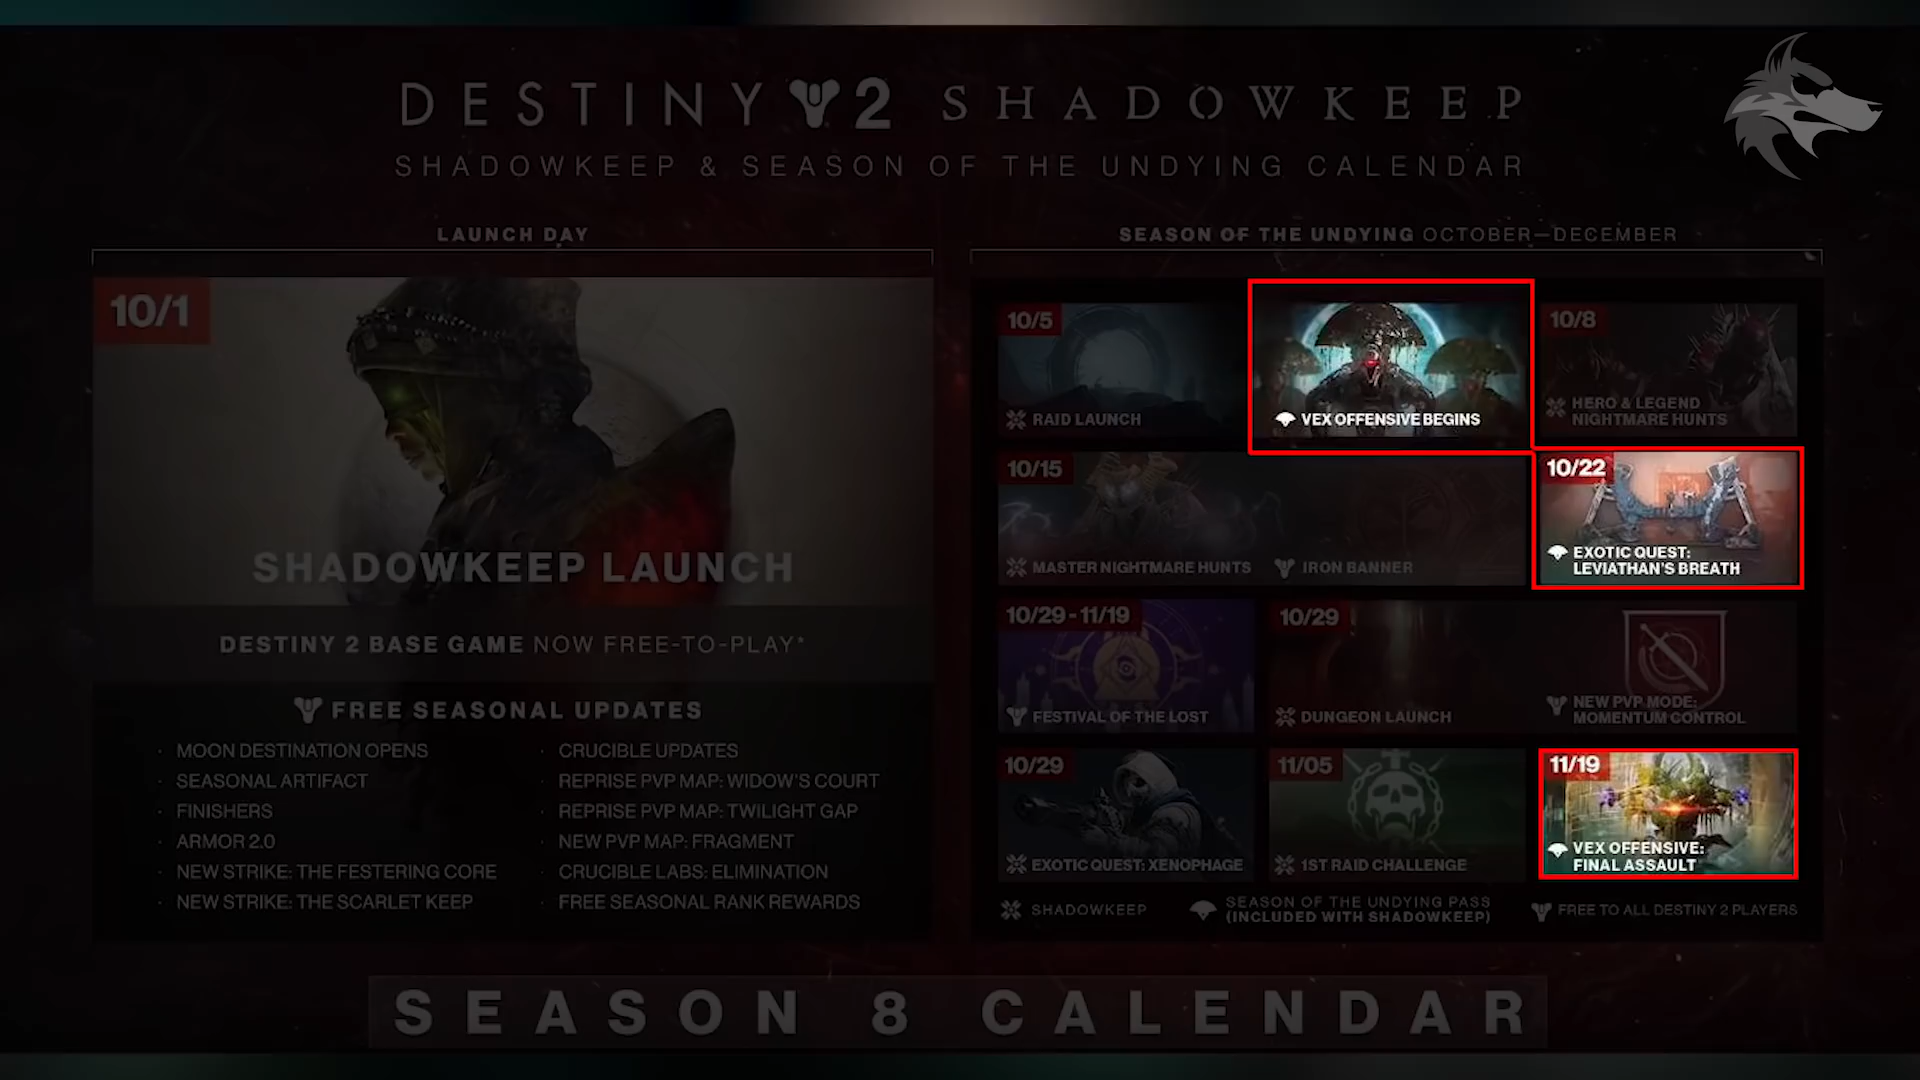 DESTINY 2 SHADOWKEEP
SHADOWKEEP & SEASON OF THE UNDYING CALENDAR
LAUNCH DAY
10/1
SHADOWKEEP LAUNCH
DESTINY 2 BASE GAME NOW FREE-TO-PLAY*
FREE SEASONAL UPDATES
· MOON DESTINATION OPENS
· SEASONAL ARTIFACT
· FINISHERS
· ARMOR 2.0
· NEW STRIKE: THE FESTERING CORE
· NEW STRIKE: THE SCARLET KEEP
· CRUCIBLE UPDATES
· REPRISE PVP MAP: WIDOW'S COURT
· REPRISE PVP MAP: TWILIGHT GAP
· NEW PVP MAP: FRAGMENT
· CRUCIBLE LABS: ELIMINATION
· FREE SEASONAL RANK REWARDS
SEASON OF THE UNDYING OCTOBER—DECEMBER
10/5
RAID LAUNCH
VEX OFFENSIVE BEGINS
10/8
HERO & LEGEND
NIGHTMARE HUNTS
10/15
MASTER NIGHTMARE HUNTS
IRON BANNER
10/22
EXOTIC QUEST:
LEVIATHAN'S BREATH
10/29 - 11/19
FESTIVAL OF THE LOST
10/29
DUNGEON LAUNCH
NEW PVP MODE:
MOMENTUM CONTROL
10/29
EXOTIC QUEST: XENOPHAGE
11/05
1ST RAID CHALLENGE
11/19
VEX OFFENSIVE:
FINAL ASSAULT
SHADOWKEEP
SEASON OF THE UNDYING PASS
(INCLUDED WITH SHADOWKEEP)
FREE TO ALL DESTINY 2 PLAYERS
SEASON 8 CALENDAR